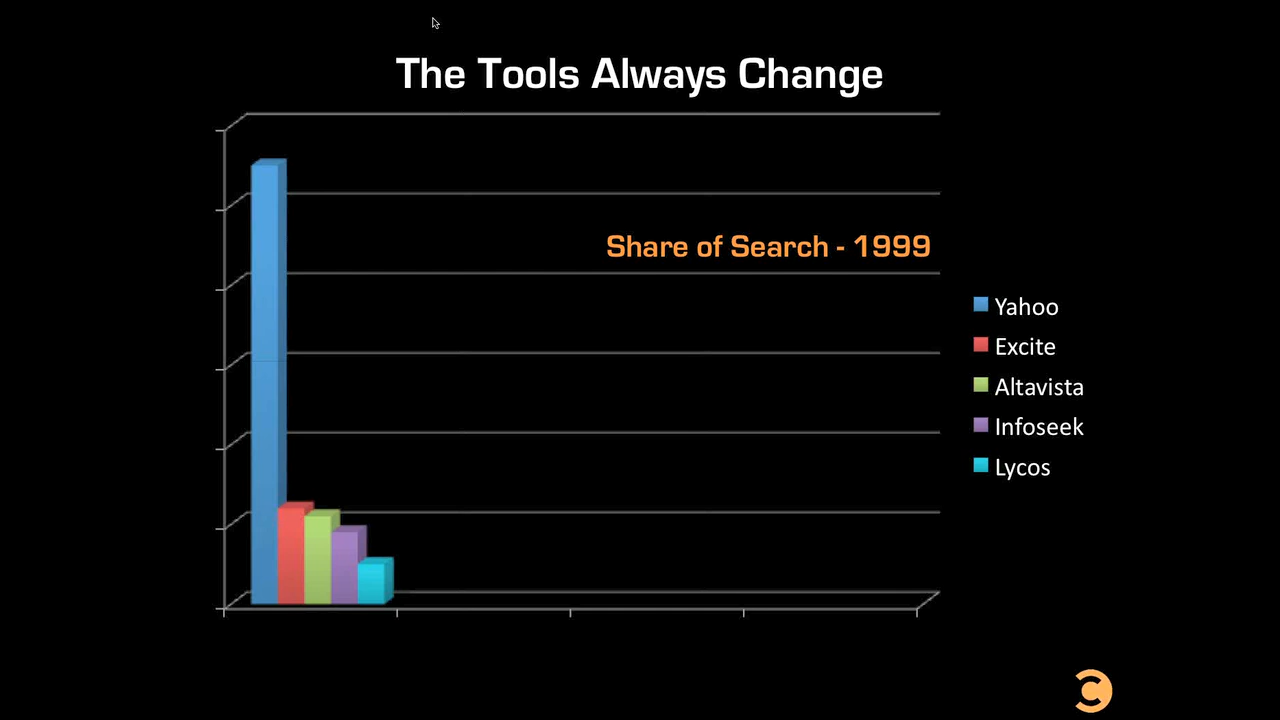 The Tools Always Change
Share of Search - 1999
Yahoo
Excite
Altavista
Infoseek
Lycos